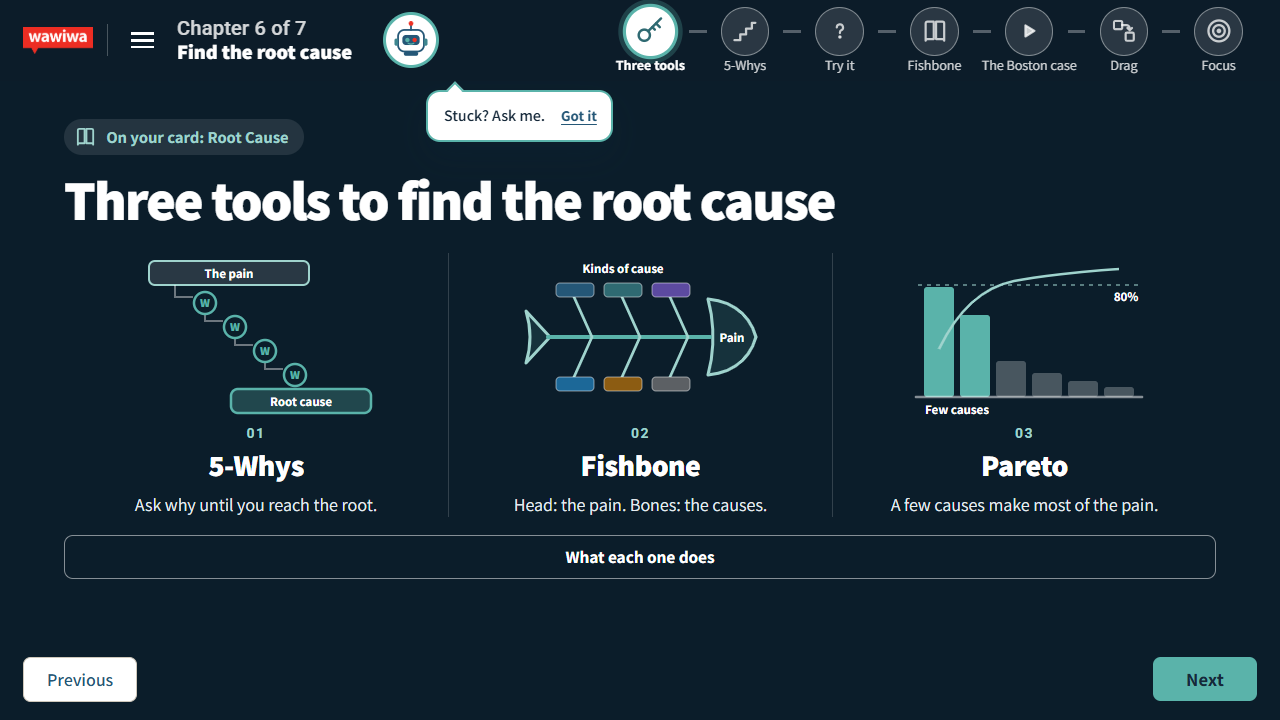 wawiwa
Chapter 6 of 7
Find the root cause
Three tools
5-Whys
?
Try it
Fishbone
The Boston case
Drag
Focus
Stuck? Ask me. Got it
On your card: Root Cause
Three tools to find the root cause
The pain
W
W
W
W
Root cause
01
5-Whys
Ask why until you reach the root.
Kinds of cause
Pain
02
Fishbone
Head: the pain. Bones: the causes.
80%
Few causes
03
Pareto
A few causes make most of the pain.
What each one does
Previous
Next